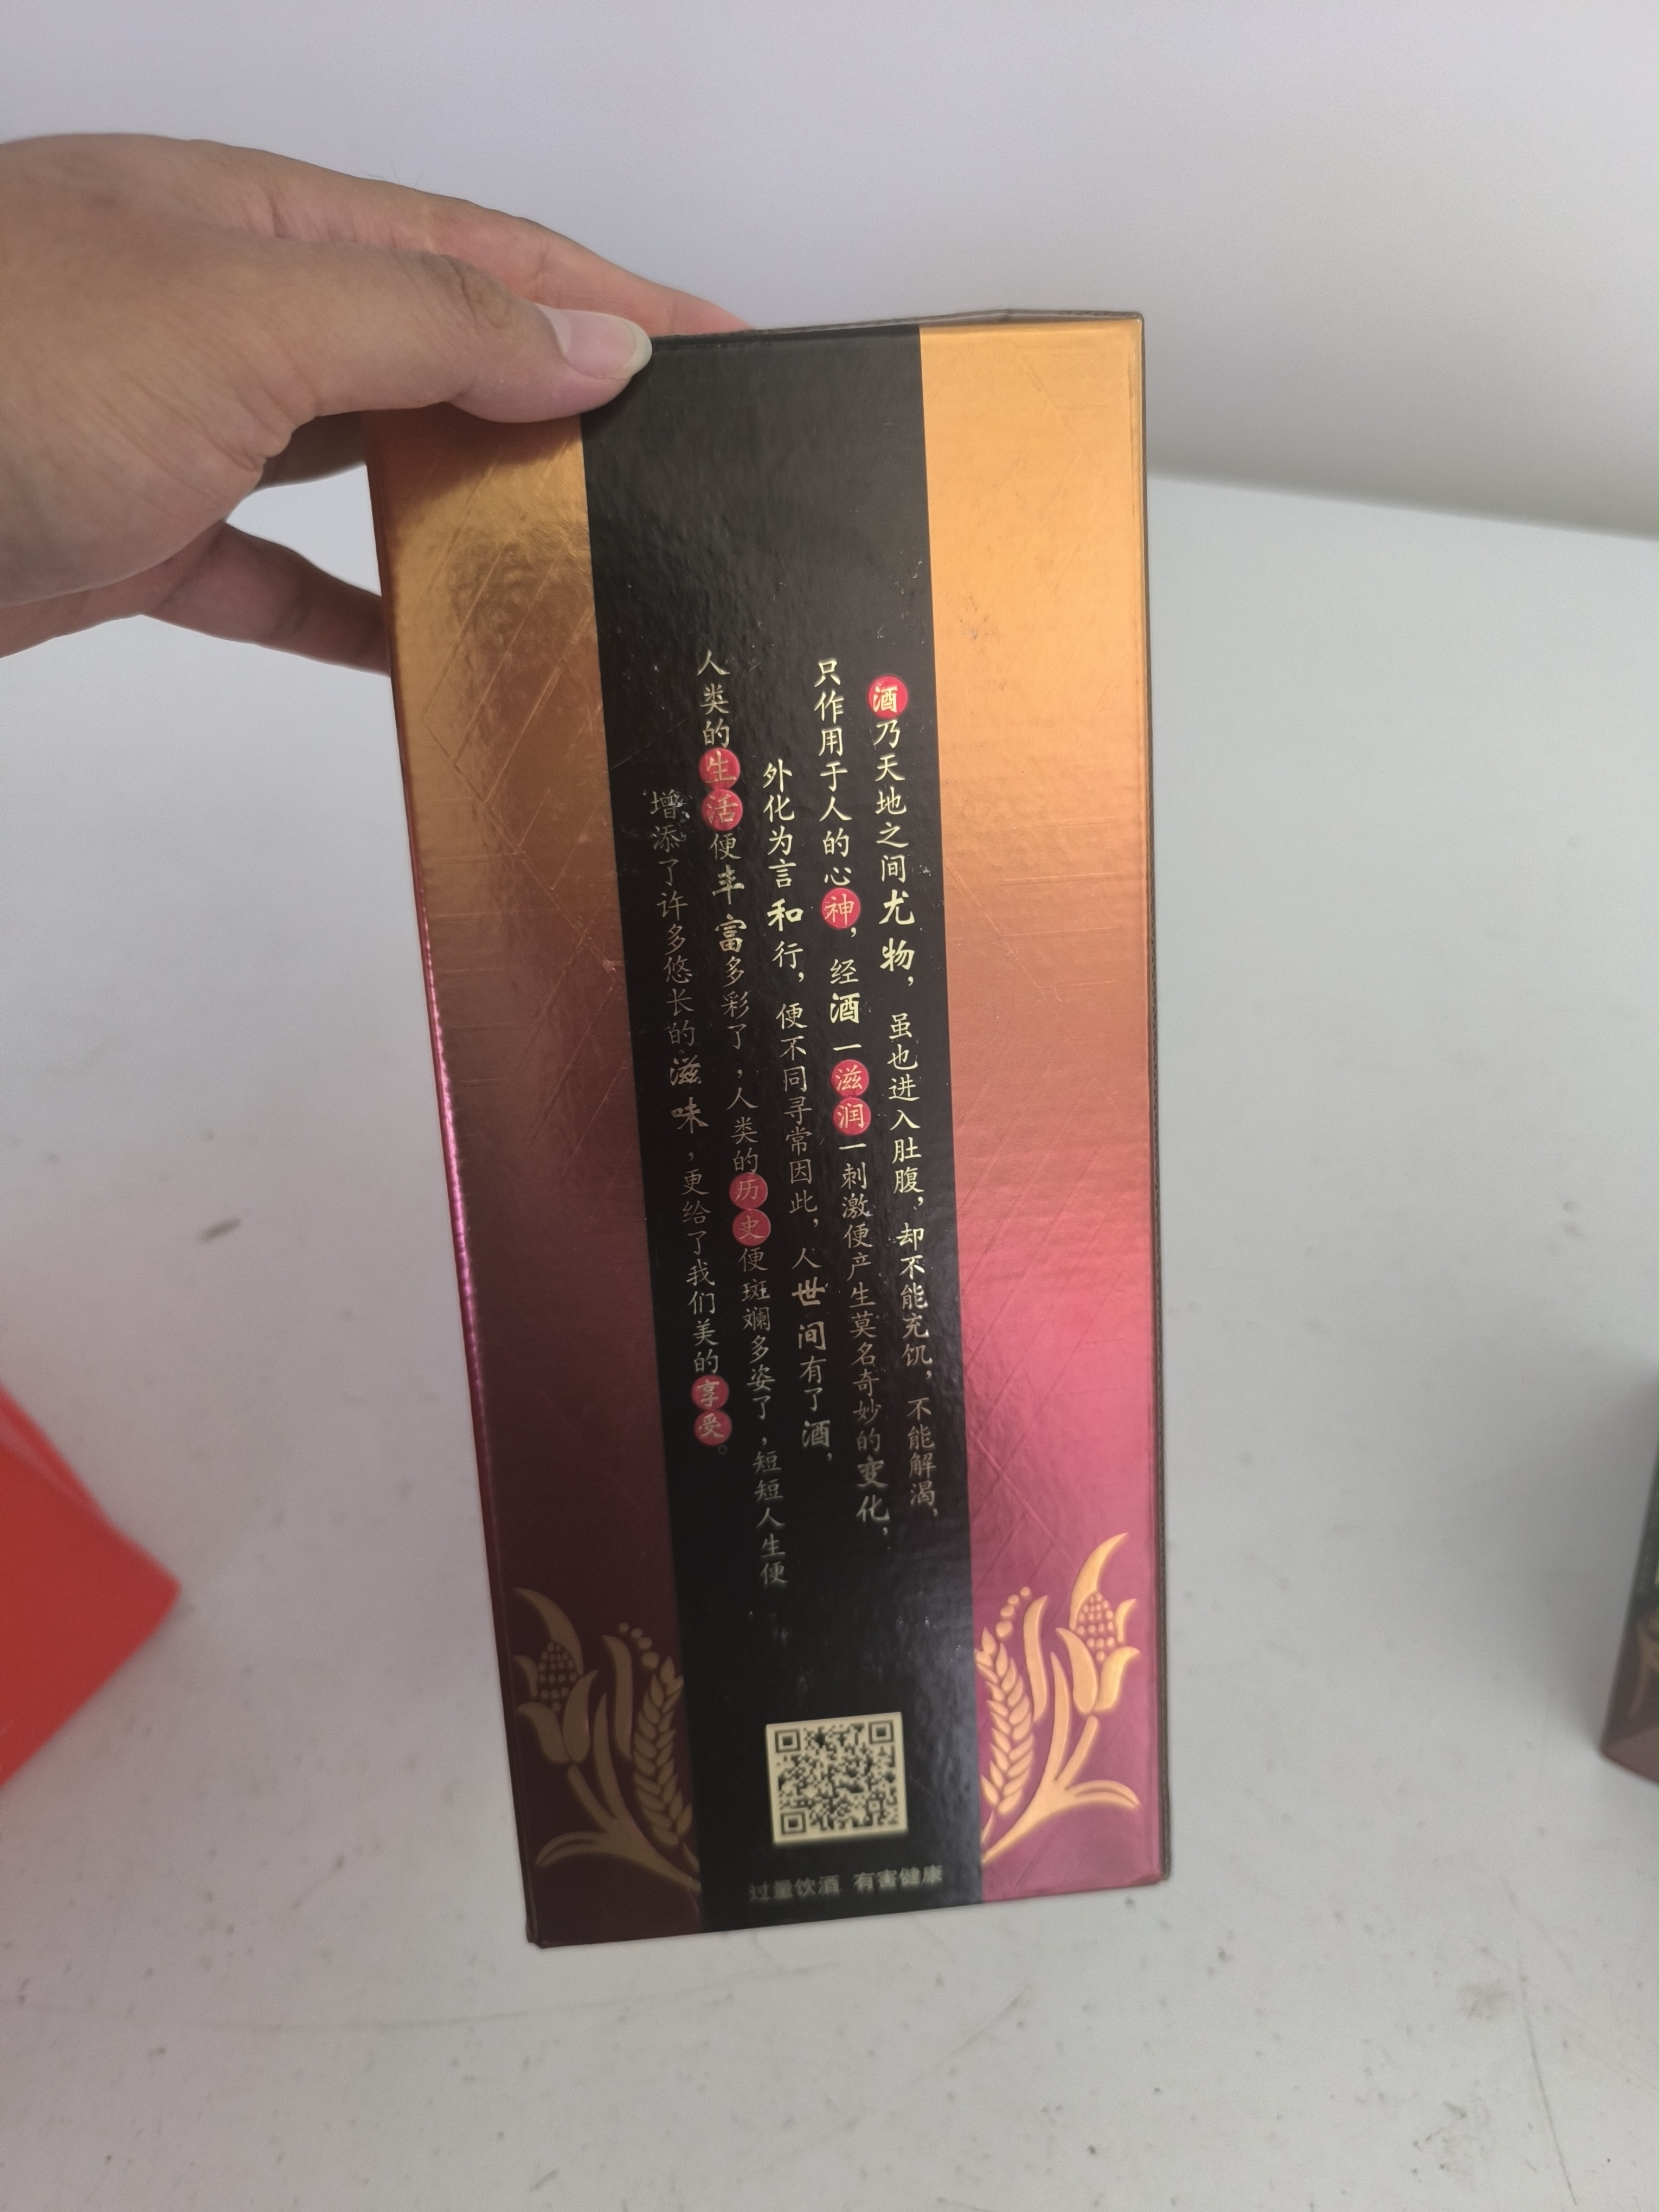 酒乃天地之间尤物，虽也进入肚腹，却不能充饥，不能解渴，
只作用于人的心神，经酒一滋润一刺激便产生莫名奇妙的变化，
外化为言和行，便不同寻常因此，人世间有了酒，
人类的生活便丰富多彩了，人类的历史便斑斓多姿了，短短人生便
增添了许多悠长的滋味，更给了我们美的享受。
过量饮酒 有害健康